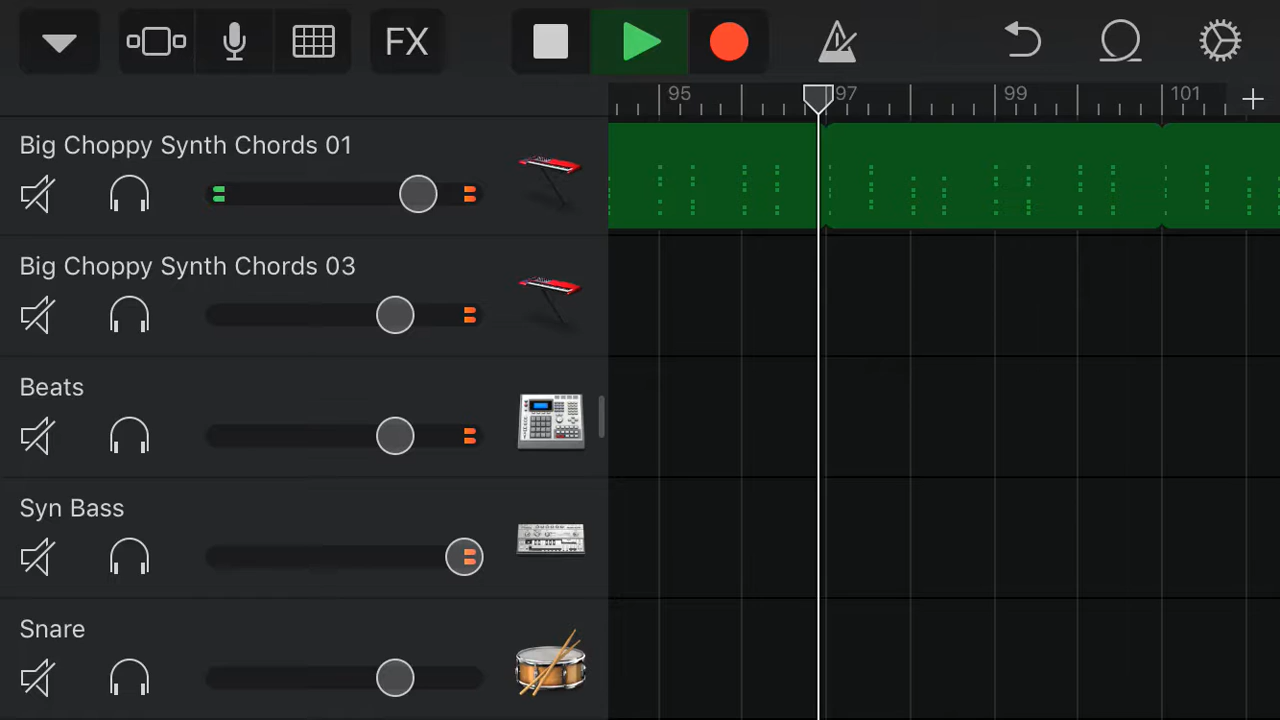 FX
95
97
99
101
Big Choppy Synth Chords 01
Big Choppy Synth Chords 03
Beats
Syn Bass
Snare